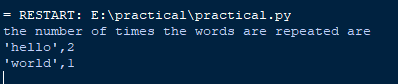 = RESTART: E:\practical\practical.py
the number of times the words are repeated are
'hello',2
'world',1